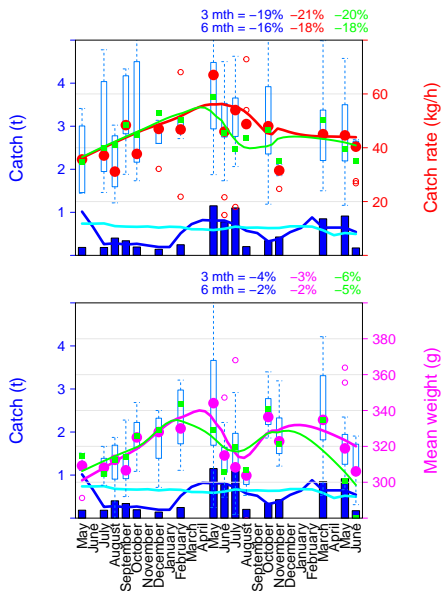 3 mth = −19% −21% −20%
6 mth = −16% −18% −18%
Catch (t)
5
4
3
2
1
Catch rate (kg/h)
60
40
20
3 mth = −4% −3% −6%
6 mth = −2% −2% −5%
Catch (t)
5
4
3
2
1
Mean weight (g)
380
360
340
320
300
May
June
July
August
September
October
November
December
January
February
March
April
May
June
July
August
September
October
November
December
January
February
March
April
May
June